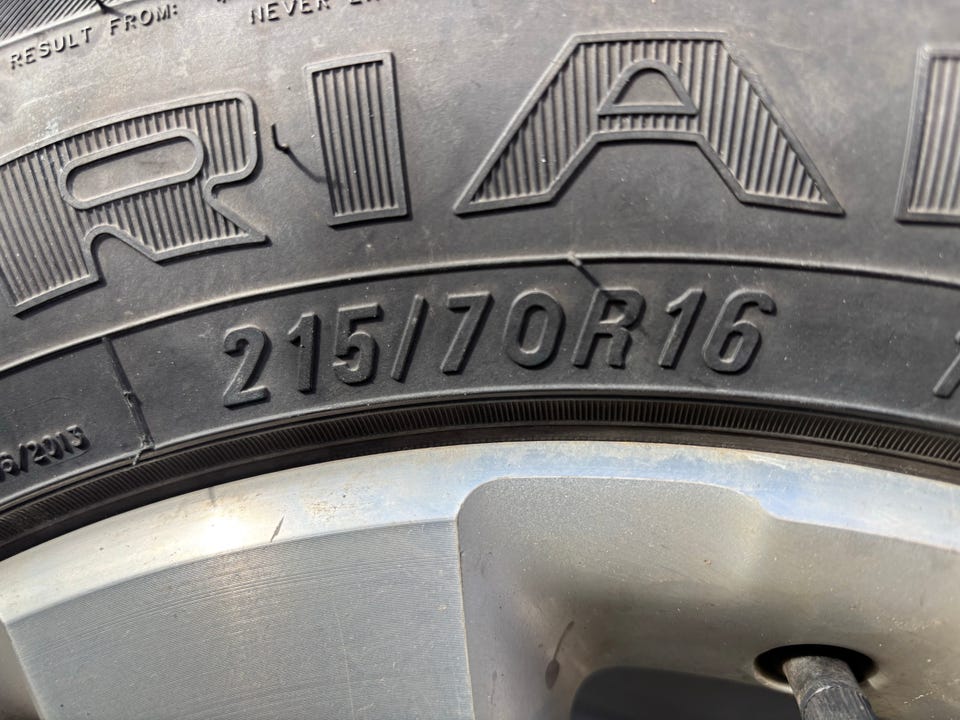 RESULT FROM:
NEVER
RIA
215/70R16
/2013